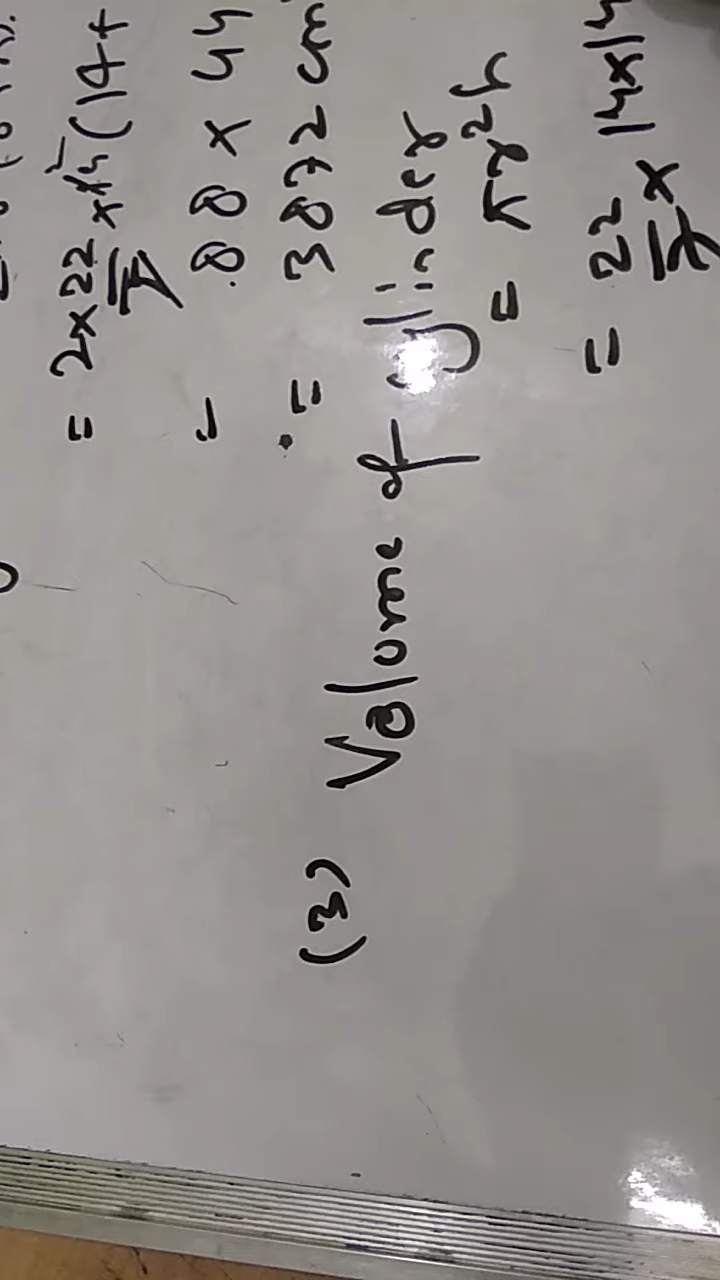 = 2×22/7 ×14 (14+
= 88 × 44
= 3872 cm
(3) Volume of cylinder
= πr²h
= 22/7 × 14×14